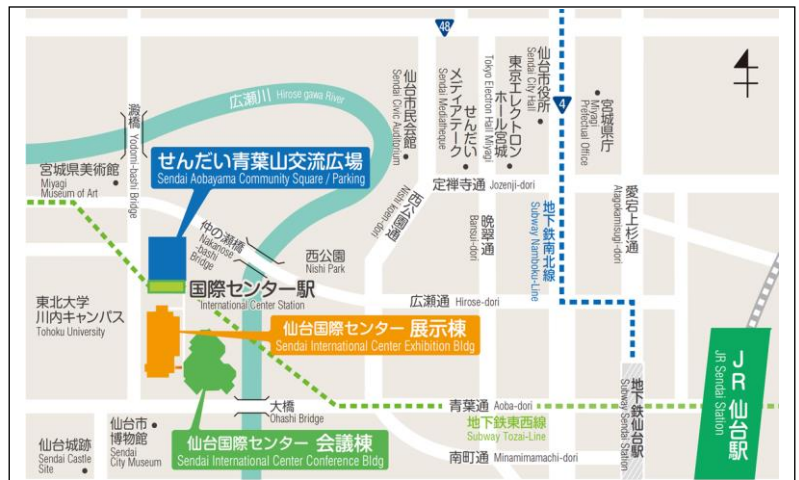 48
広瀬川 Hirose gawa River
澱橋
Yodomi-bashi Bridge
仙台市民会館
Sendai Civic Auditorium
せんだい
メディアテーク
Sendai Mediatheque
東京エレクトロン
ホール宮城
Tokyo Electron Hall Miyagi
仙台市役所
Sendai City Hall
4
宮城県庁
Miyagi
Prefectual Office
宮城県美術館
Miyagi
Museum of Art
せんだい青葉山交流広場
Sendai Aobayama Community Square / Parking
定禅寺通 Jozenji-dori
西公園通
Nishi koen-dori
晩翠通
Bansui-dori
地下鉄南北線
Subway Namboku-Line
愛宕上杉通
Atagokamisugi-dori
仲の瀬橋
Nakanose
-bashi
Bridge
西公園
Nishi Park
国際センター駅
International Center Station
広瀬通 Hirose-dori
東北大学
川内キャンパス
Tohoku University
仙台国際センター 展示棟
Sendai International Center Exhibition Bldg
JR 仙台駅
JR Sendai Station
地下鉄仙台駅
Subway Sendai Station
大橋
Ohashi Bridge
青葉通 Aoba-dori
地下鉄東西線
Subway Tozai-Line
仙台城跡
Sendai Castle
Site
仙台市
博物館
Sendai
City Museum
仙台国際センター 会議棟
Sendai International Center Conference Bldg
南町通 Minamimamachi-dori